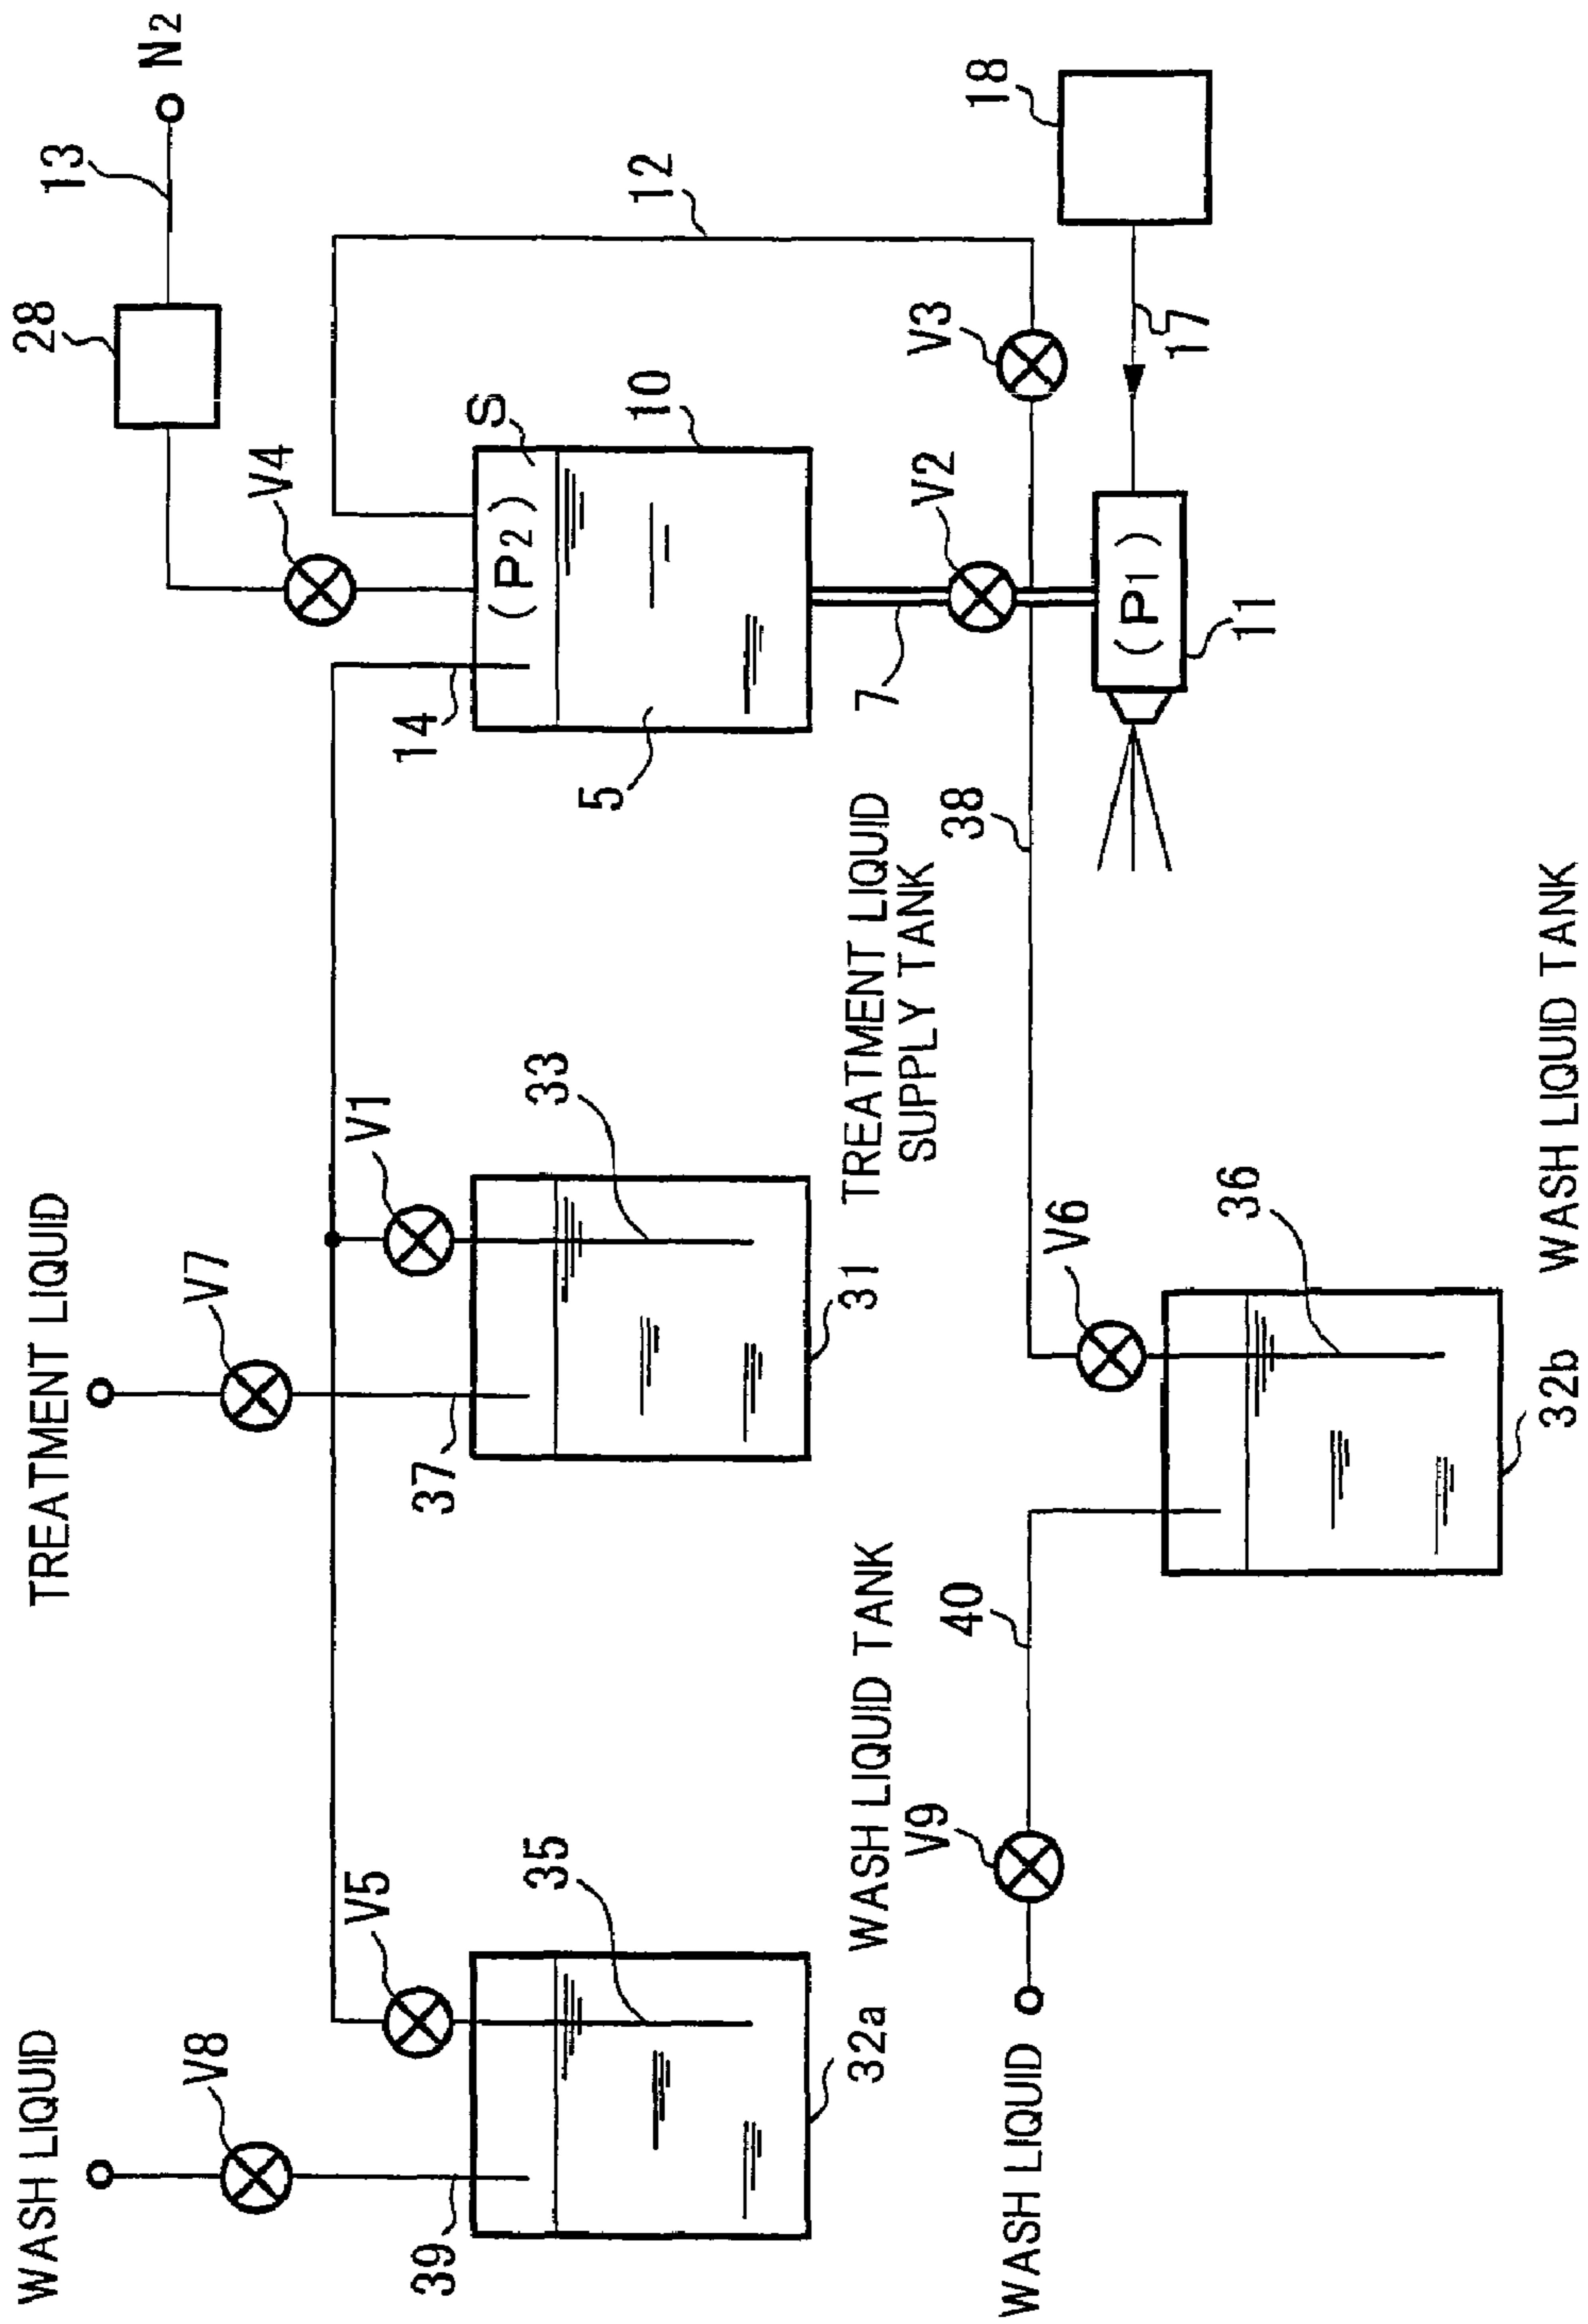 WASH LIQUID
TREATMENT LIQUID
28
13
N2
V8
V7
V4
V5
V1
39
37
14
S
(P2)
35
33
5
10
12
32a WASH LIQUID TANK
31 TREATMENT LIQUID
SUPPLY TANK
7
V9
V2
V3
40
38
18
WASH LIQUID
V6
(P1)
17
36
11
32b WASH LIQUID TANK